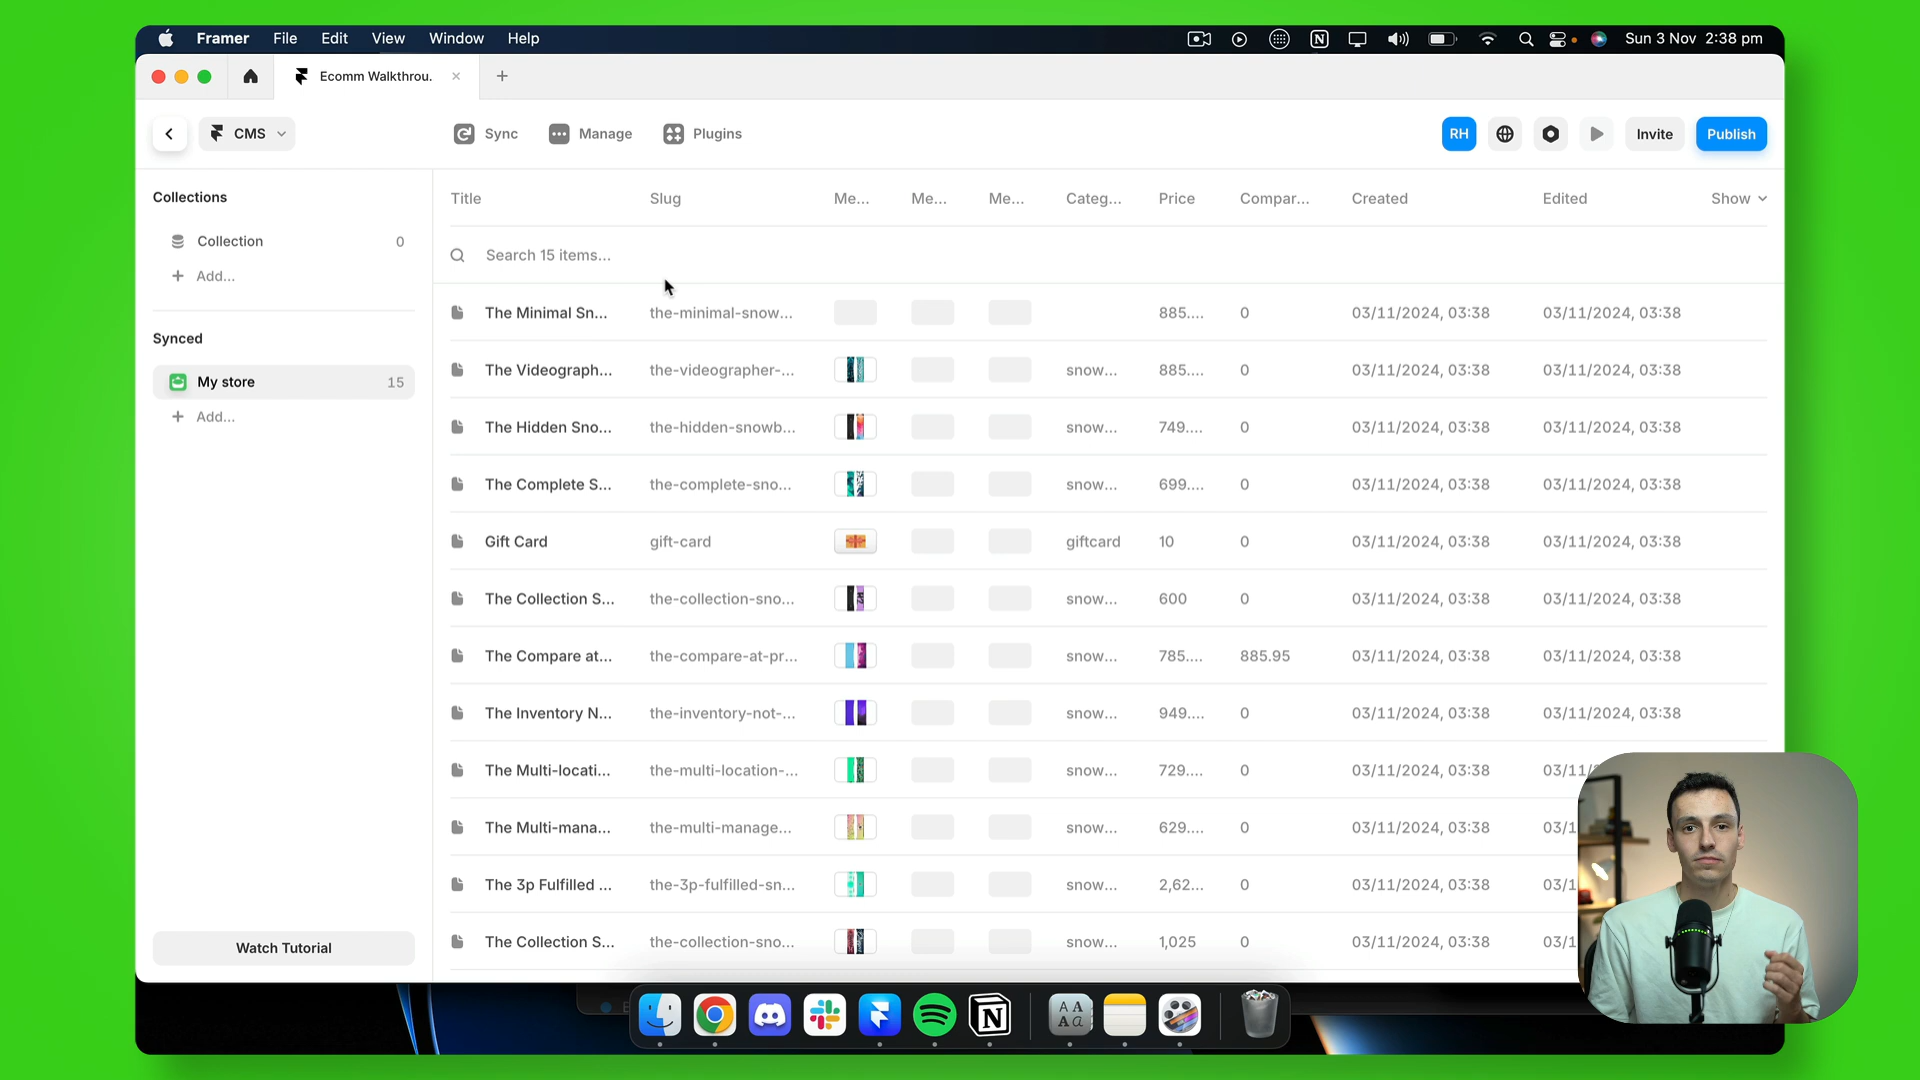 Framer File Edit View Window Help Sun 3 Nov 2:38 pm
Ecomm Walkthrou.
CMS Sync Manage Plugins RH Invite Publish
Collections
Collection 0
Add...
Synced
My store 15
Add...
Watch Tutorial
Title Slug Me... Me... Me... Categ... Price Compar... Created Edited Show
Search 15 items...
The Minimal Sn... the-minimal-snow... 885.... 0 03/11/2024, 03:38 03/11/2024, 03:38
The Videograph... the-videographer-... snow... 885.... 0 03/11/2024, 03:38 03/11/2024, 03:38
The Hidden Sno... the-hidden-snowb... snow... 749.... 0 03/11/2024, 03:38 03/11/2024, 03:38
The Complete S... the-complete-sno... snow... 699.... 0 03/11/2024, 03:38 03/11/2024, 03:38
Gift Card gift-card giftcard 10 0 03/11/2024, 03:38 03/11/2024, 03:38
The Collection S... the-collection-sno... snow... 600 0 03/11/2024, 03:38 03/11/2024, 03:38
The Compare at... the-compare-at-pr... snow... 785.... 885.95 03/11/2024, 03:38 03/11/2024, 03:38
The Inventory N... the-inventory-not-... snow... 949.... 0 03/11/2024, 03:38 03/11/2024, 03:38
The Multi-locati... the-multi-location-... snow... 729.... 0 03/11/2024, 03:38 03/11/
The Multi-mana... the-multi-manage... snow... 629.... 0 03/11/2024, 03:38 03/1
The 3p Fulfilled ... the-3p-fulfilled-sn... snow... 2,62... 0 03/11/2024, 03:38 03/1
The Collection S... the-collection-sno... snow... 1,025 0 03/11/2024, 03:38 03/1